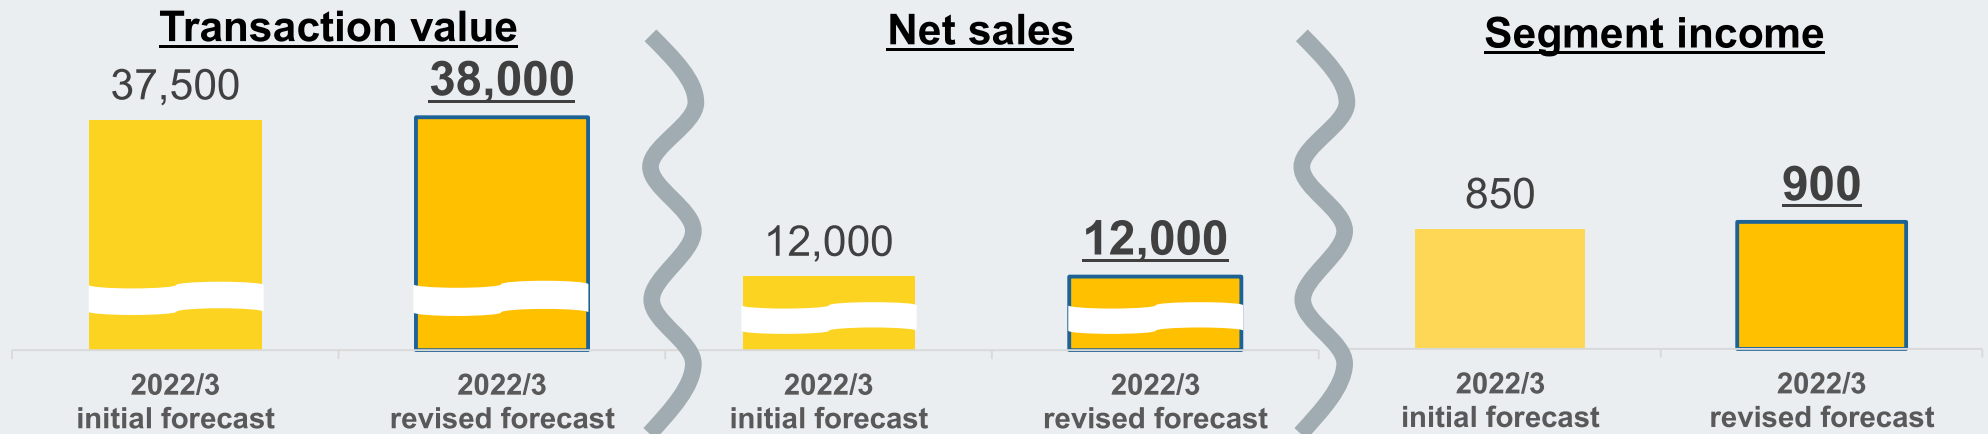 Transaction value
37,500
38,000
2022/3
initial forecast
2022/3
revised forecast
Net sales
12,000
12,000
2022/3
initial forecast
2022/3
revised forecast
Segment income
850
900
2022/3
initial forecast
2022/3
revised forecast